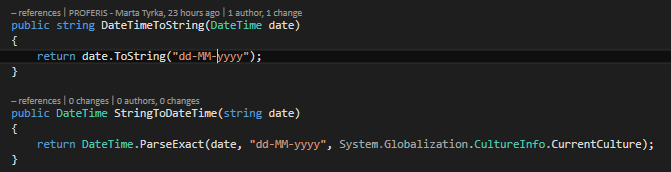 – references | PROFERIS - Marta Tyrka, 23 hours ago | 1 author, 1 change
public string DateTimeToString(DateTime date)
{
return date.ToString("dd-MM-yyyy");
}
– references | 0 changes | 0 authors, 0 changes
public DateTime StringToDateTime(string date)
{
return DateTime.ParseExact(date, "dd-MM-yyyy", System.Globalization.CultureInfo.CurrentCulture);
}